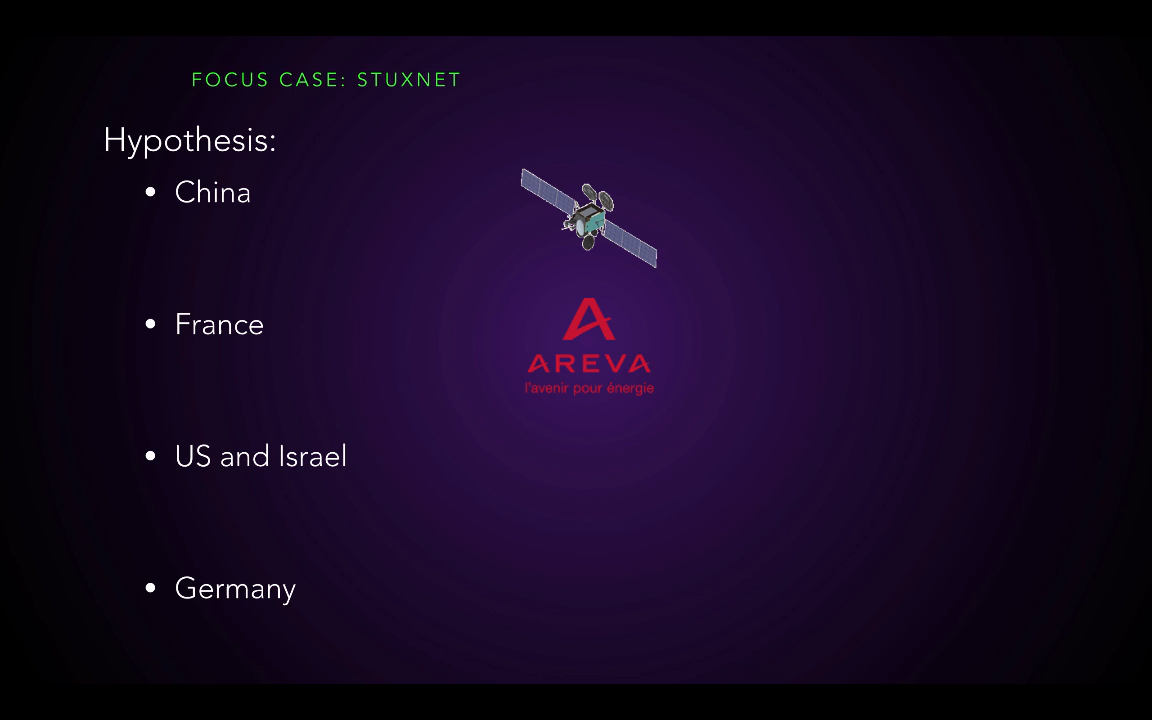 FOCUS CASE: STUXNET
Hypothesis:
• China
• France
AREVA
l'avenir pour énergie
• US and Israel
• Germany